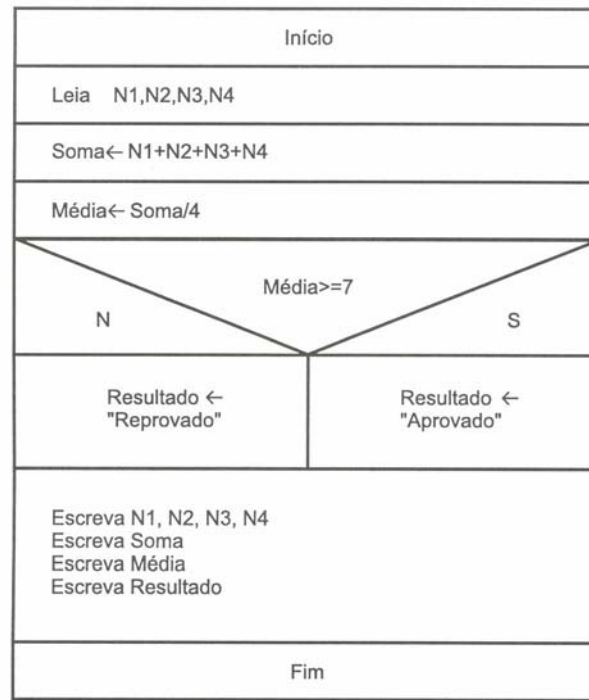 Início
Leia N1,N2,N3,N4
Soma← N1+N2+N3+N4
Média← Soma/4
Média>=7
N S
Resultado ← Resultado ←
"Reprovado" "Aprovado"
Escreva N1, N2, N3, N4
Escreva Soma
Escreva Média
Escreva Resultado
Fim